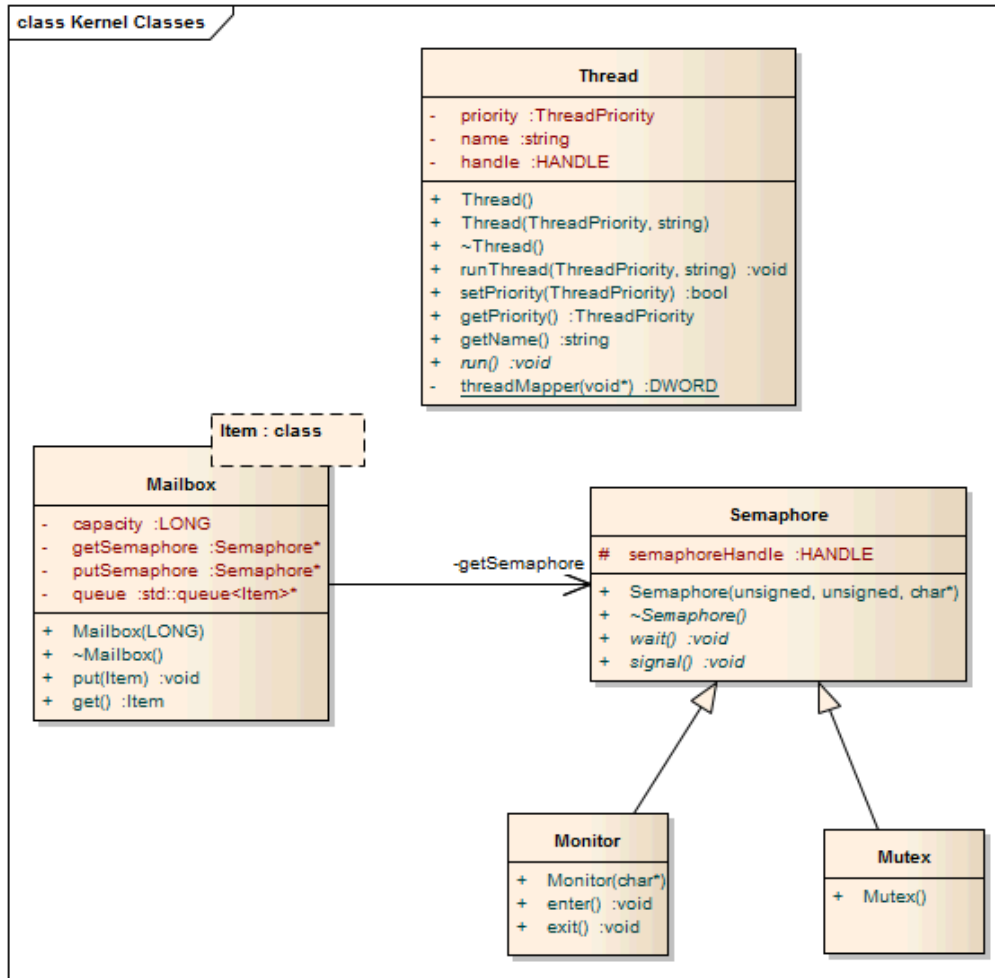 class Kernel Classes
Thread
- priority :ThreadPriority
- name :string
- handle :HANDLE
+ Thread()
+ Thread(ThreadPriority, string)
+ ~Thread()
+ runThread(ThreadPriority, string) :void
+ setPriority(ThreadPriority) :bool
+ getPriority() :ThreadPriority
+ getName() :string
+ run() :void
- threadMapper(void*) :DWORD
Item : class
Mailbox
- capacity :LONG
- getSemaphore :Semaphore*
- putSemaphore :Semaphore*
- queue :std::queue<Item>*
+ Mailbox(LONG)
+ ~Mailbox()
+ put(Item) :void
+ get() :Item
-getSemaphore
Semaphore
# semaphoreHandle :HANDLE
+ Semaphore(unsigned, unsigned, char*)
+ ~Semaphore()
+ wait() :void
+ signal() :void
Monitor
+ Monitor(char*)
+ enter() :void
+ exit() :void
Mutex
+ Mutex()